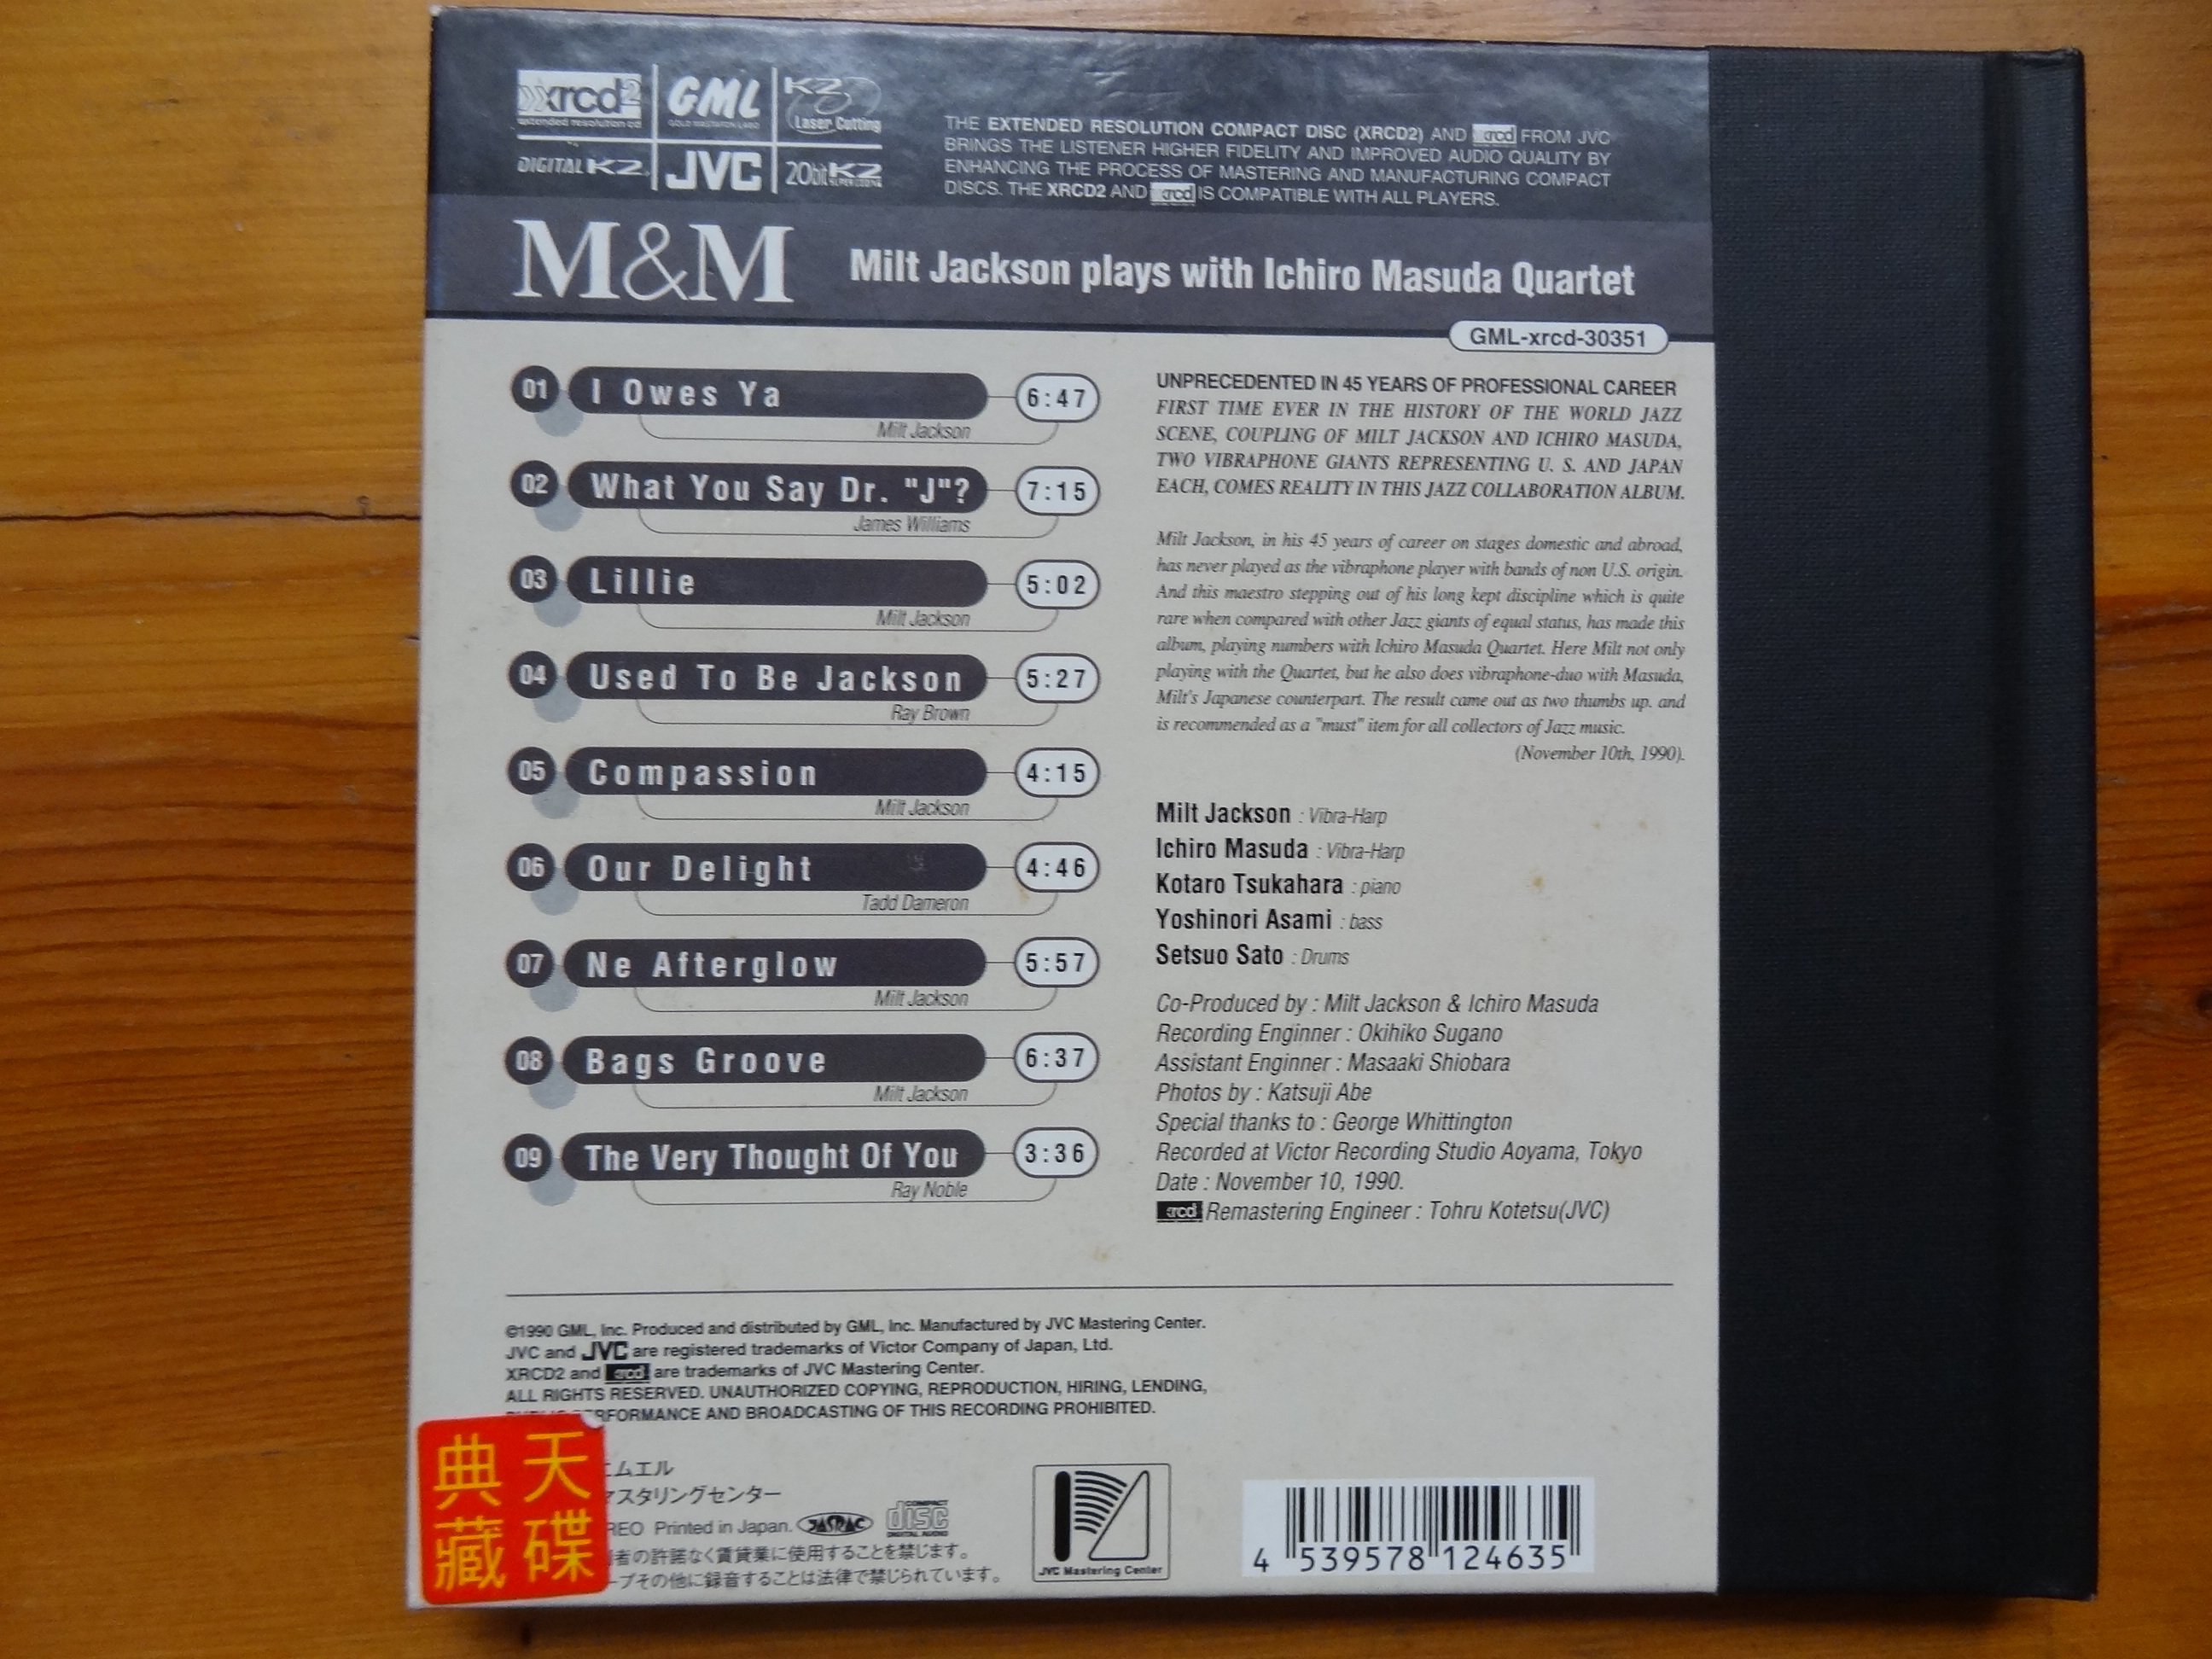 xrcd2
extended resolution cd
GML
K2
Laser Cutting
DIGITAL K2
JVC
20bit K2
THE EXTENDED RESOLUTION COMPACT DISC (XRCD2) AND xrcd FROM JVC
BRINGS THE LISTENER HIGHER FIDELITY AND IMPROVED AUDIO QUALITY BY
ENHANCING THE PROCESS OF MASTERING AND MANUFACTURING COMPACT
DISCS. THE XRCD2 AND xrcd IS COMPATIBLE WITH ALL PLAYERS.
M&M Milt Jackson plays with Ichiro Masuda Quartet
GML-xrcd-30351
01 I Owes Ya 6:47
Milt Jackson
02 What You Say Dr. "J"? 7:15
James Williams
03 Lillie 5:02
Milt Jackson
04 Used To Be Jackson 5:27
Ray Brown
05 Compassion 4:15
Milt Jackson
06 Our Delight 4:46
Tadd Dameron
07 Ne Afterglow 5:57
Milt Jackson
08 Bags Groove 6:37
Milt Jackson
09 The Very Thought Of You 3:36
Ray Noble
UNPRECEDENTED IN 45 YEARS OF PROFESSIONAL CAREER
FIRST TIME EVER IN THE HISTORY OF THE WORLD JAZZ
SCENE, COUPLING OF MILT JACKSON AND ICHIRO MASUDA,
TWO VIBRAPHONE GIANTS REPRESENTING U. S. AND JAPAN
EACH, COMES REALITY IN THIS JAZZ COLLABORATION ALBUM.
Milt Jackson, in his 45 years of career on stages domestic and abroad,
has never played as the vibraphone player with bands of non U.S. origin.
And this maestro stepping out of his long kept discipline which is quite
rare when compared with other Jazz giants of equal status, has made this
album, playing numbers with Ichiro Masuda Quartet. Here Milt not only
playing with the Quartet, but he also does vibraphone-duo with Masuda,
Milt's Japanese counterpart. The result came out as two thumbs up. and
is recommended as a "must" item for all collectors of Jazz music.
(November 10th, 1990).
Milt Jackson : Vibra-Harp
Ichiro Masuda : Vibra-Harp
Kotaro Tsukahara : piano
Yoshinori Asami : bass
Setsuo Sato : Drums
Co-Produced by : Milt Jackson & Ichiro Masuda
Recording Enginner : Okihiko Sugano
Assistant Enginner : Masaaki Shiobara
Photos by : Katsuji Abe
Special thanks to : George Whittington
Recorded at Victor Recording Studio Aoyama, Tokyo
Date : November 10, 1990.
xrcd Remastering Engineer : Tohru Kotetsu(JVC)
©1990 GML, Inc. Produced and distributed by GML, Inc. Manufactured by JVC Mastering Center.
JVC and JVC are registered trademarks of Victor Company of Japan, Ltd.
XRCD2 and xrcd are trademarks of JVC Mastering Center.
ALL RIGHTS RESERVED. UNAUTHORIZED COPYING, REPRODUCTION, HIRING, LENDING,
RFORMANCE AND BROADCASTING OF THIS RECORDING PROHIBITED.
天碟
典藏
ムエル
スタリングセンター
REO Printed in Japan. JASRAC COMPACT disc DIGITAL AUDIO
者の許諾なく賃貸業に使用することを禁じます。
プその他に録音することは法律で禁じられています。
JVC Mastering Center
4 539578 124635